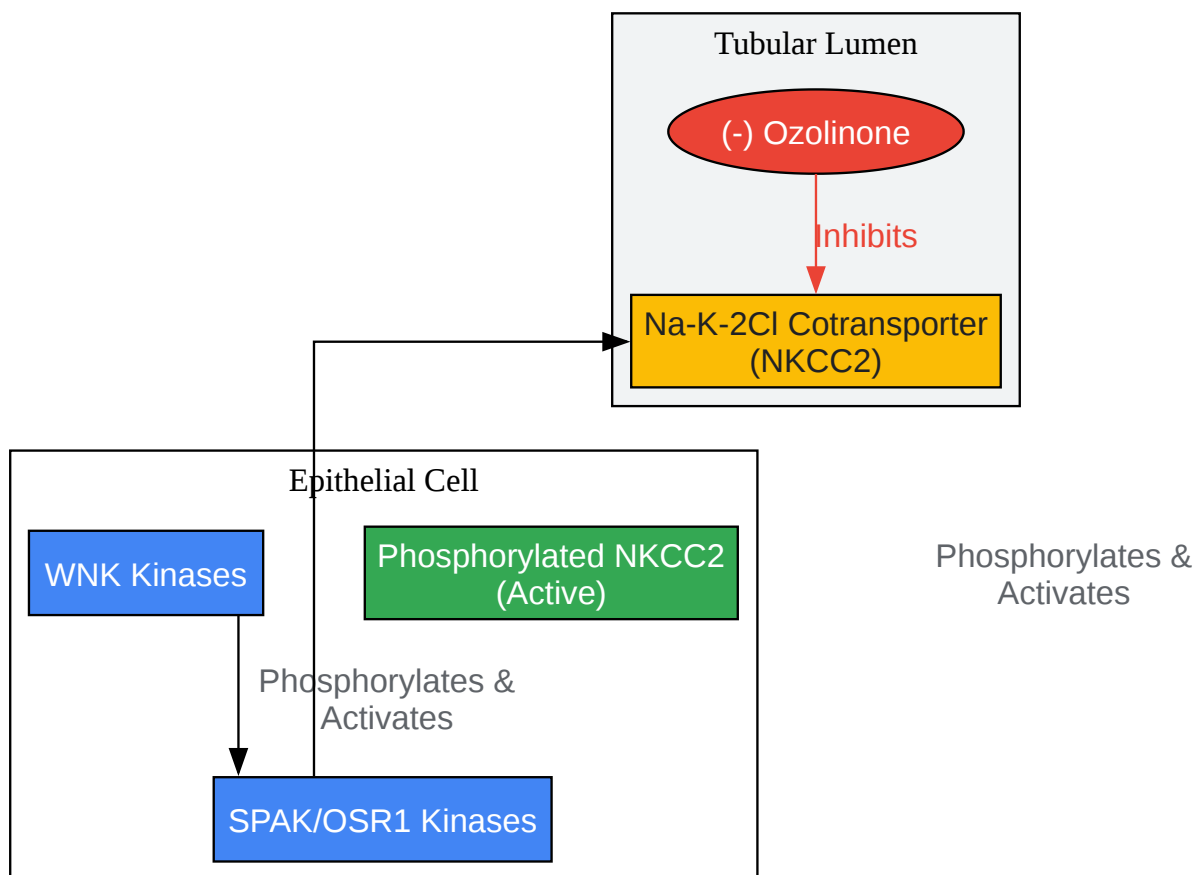 Tubular Lumen
(-) Ozolinone
Inhibits
Na-K-2Cl Cotransporter
(NKCC2)
Epithelial Cell
WNK Kinases
Phosphorylated NKCC2
(Active)
Phosphorylates &
Activates
Phosphorylates &
Activates
SPAK/OSR1 Kinases